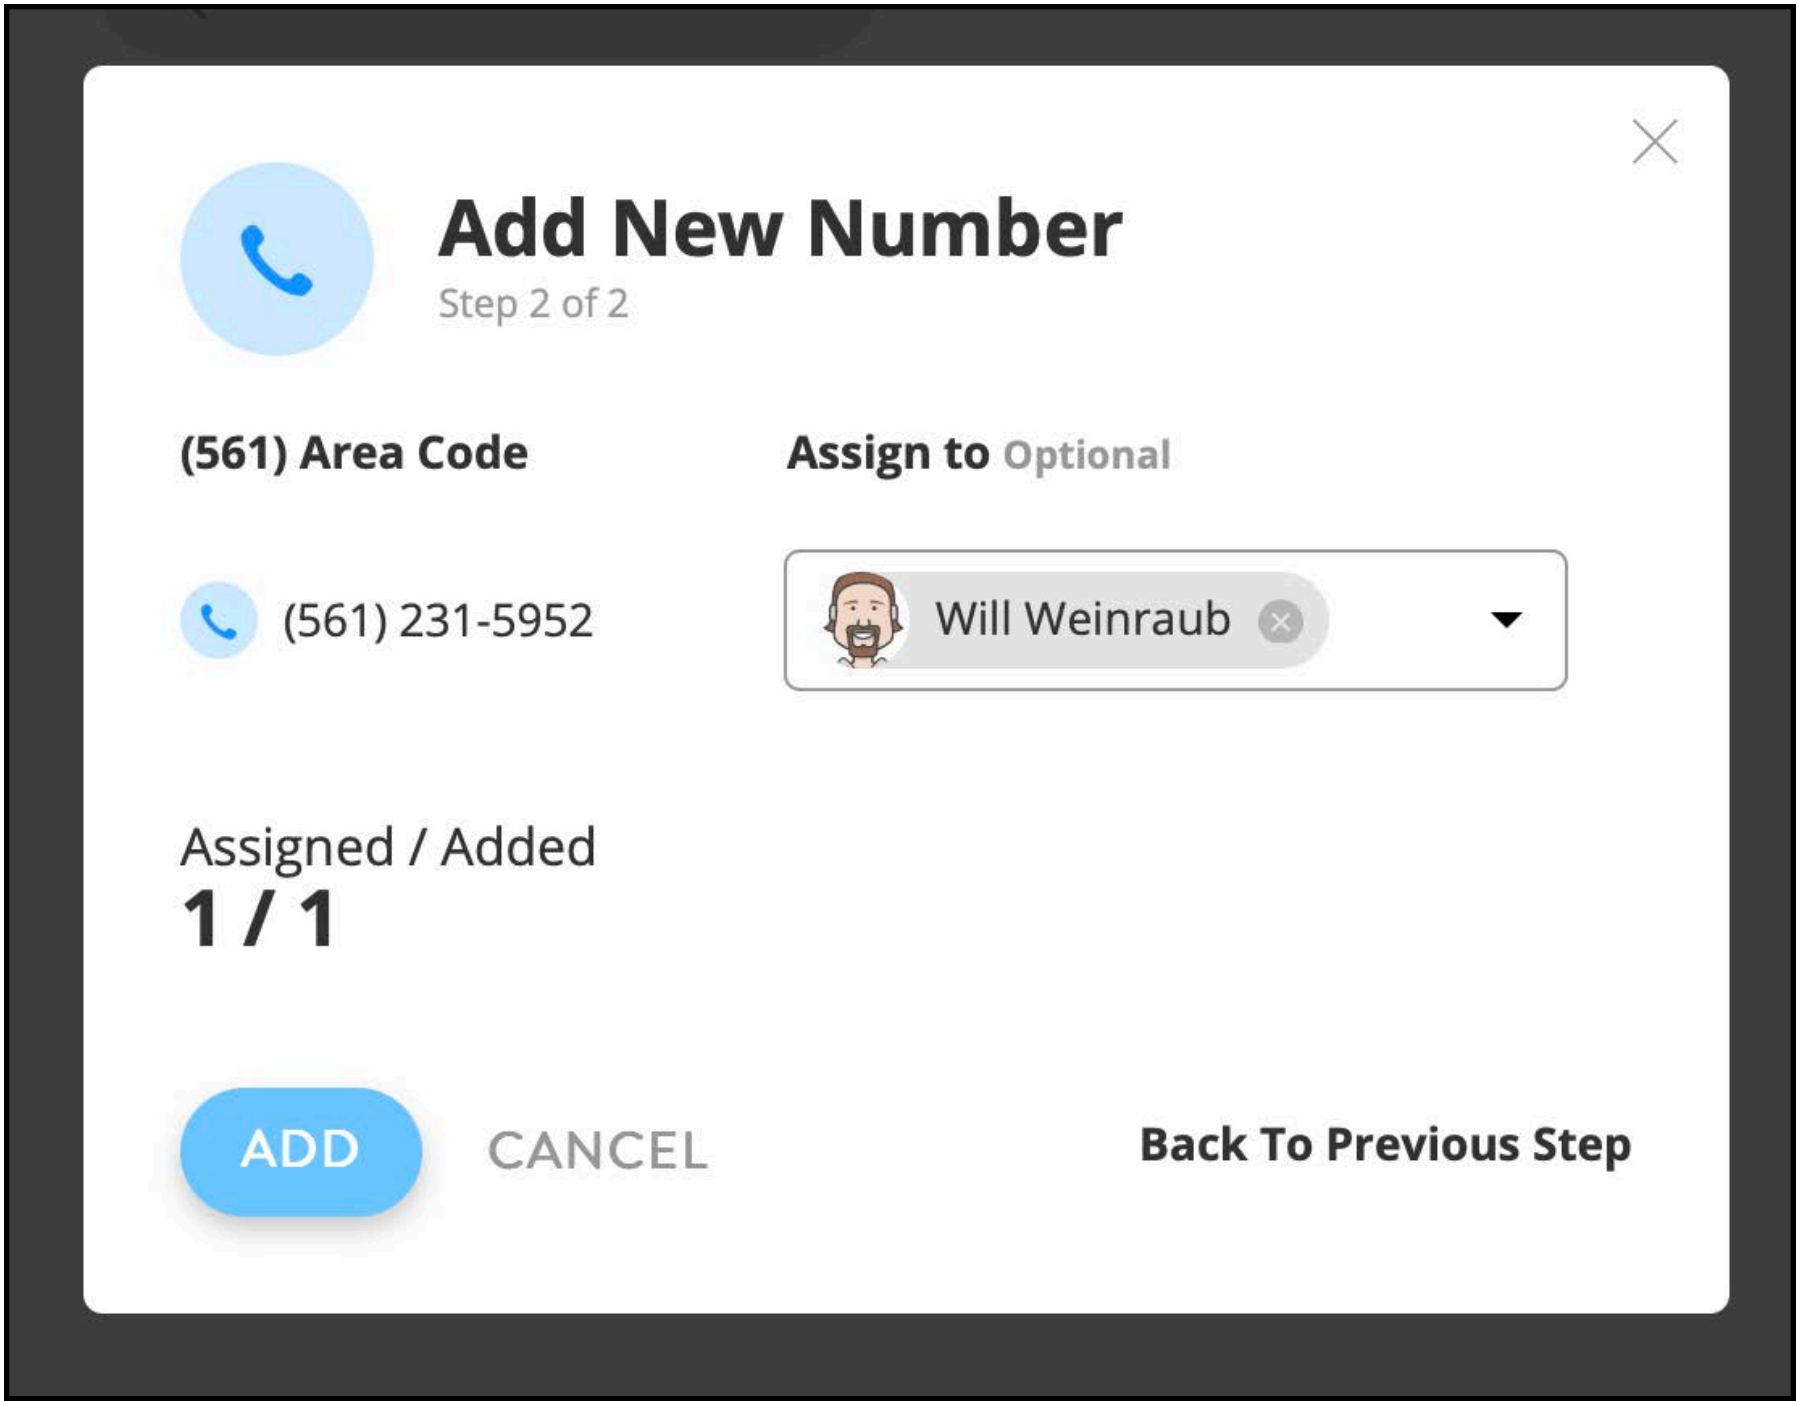 Add New Number
Step 2 of 2
(561) Area Code
Assign to Optional
(561) 231-5952
Will Weinraub
Assigned / Added
1 / 1
ADD
CANCEL
Back To Previous Step